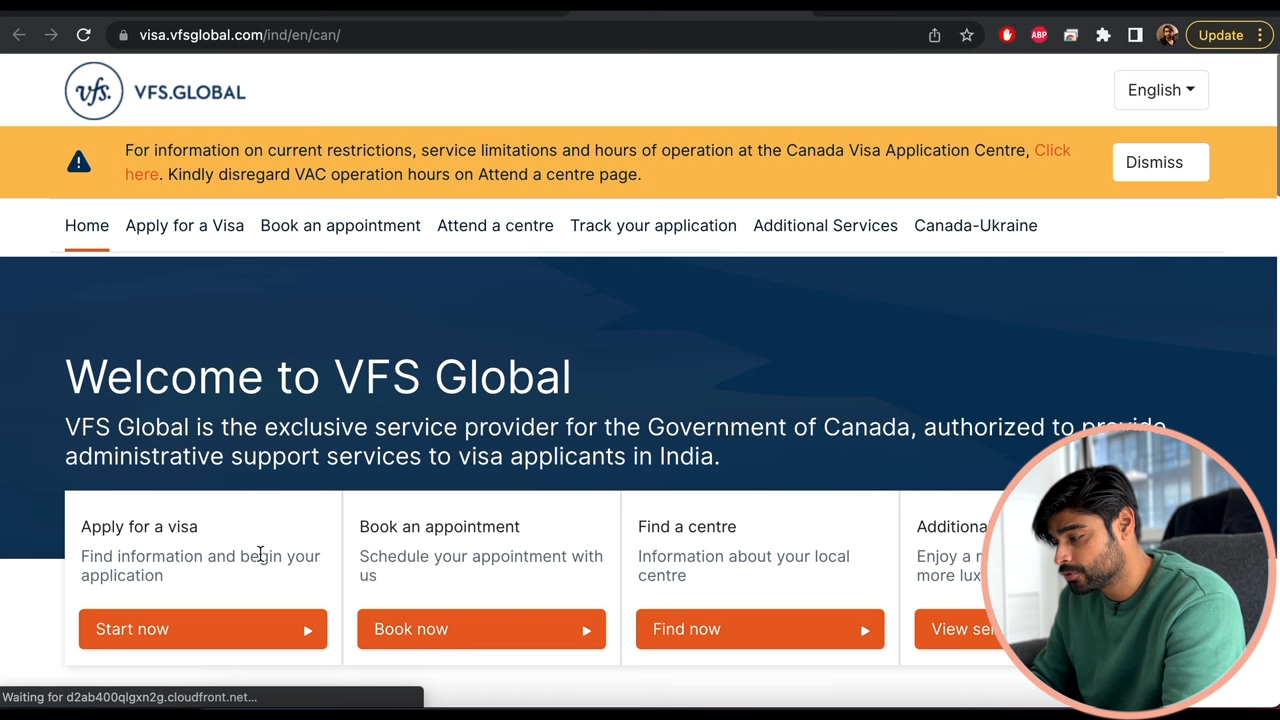 visa.vfsglobal.com/ind/en/can/
ABP
Update
vfs.
VFS.GLOBAL
English
For information on current restrictions, service limitations and hours of operation at the Canada Visa Application Centre, Click
here. Kindly disregard VAC operation hours on Attend a centre page.
Dismiss
Home
Apply for a Visa
Book an appointment
Attend a centre
Track your application
Additional Services
Canada-Ukraine
Welcome to VFS Global
VFS Global is the exclusive service provider for the Government of Canada, authorized to provide
administrative support services to visa applicants in India.
Apply for a visa
Find information and begin your
application
Start now
Book an appointment
Schedule your appointment with
us
Book now
Find a centre
Information about your local
centre
Find now
Additiona
Enjoy a
more lux
View ser
Waiting for d2ab400qlgxn2g.cloudfront.net...